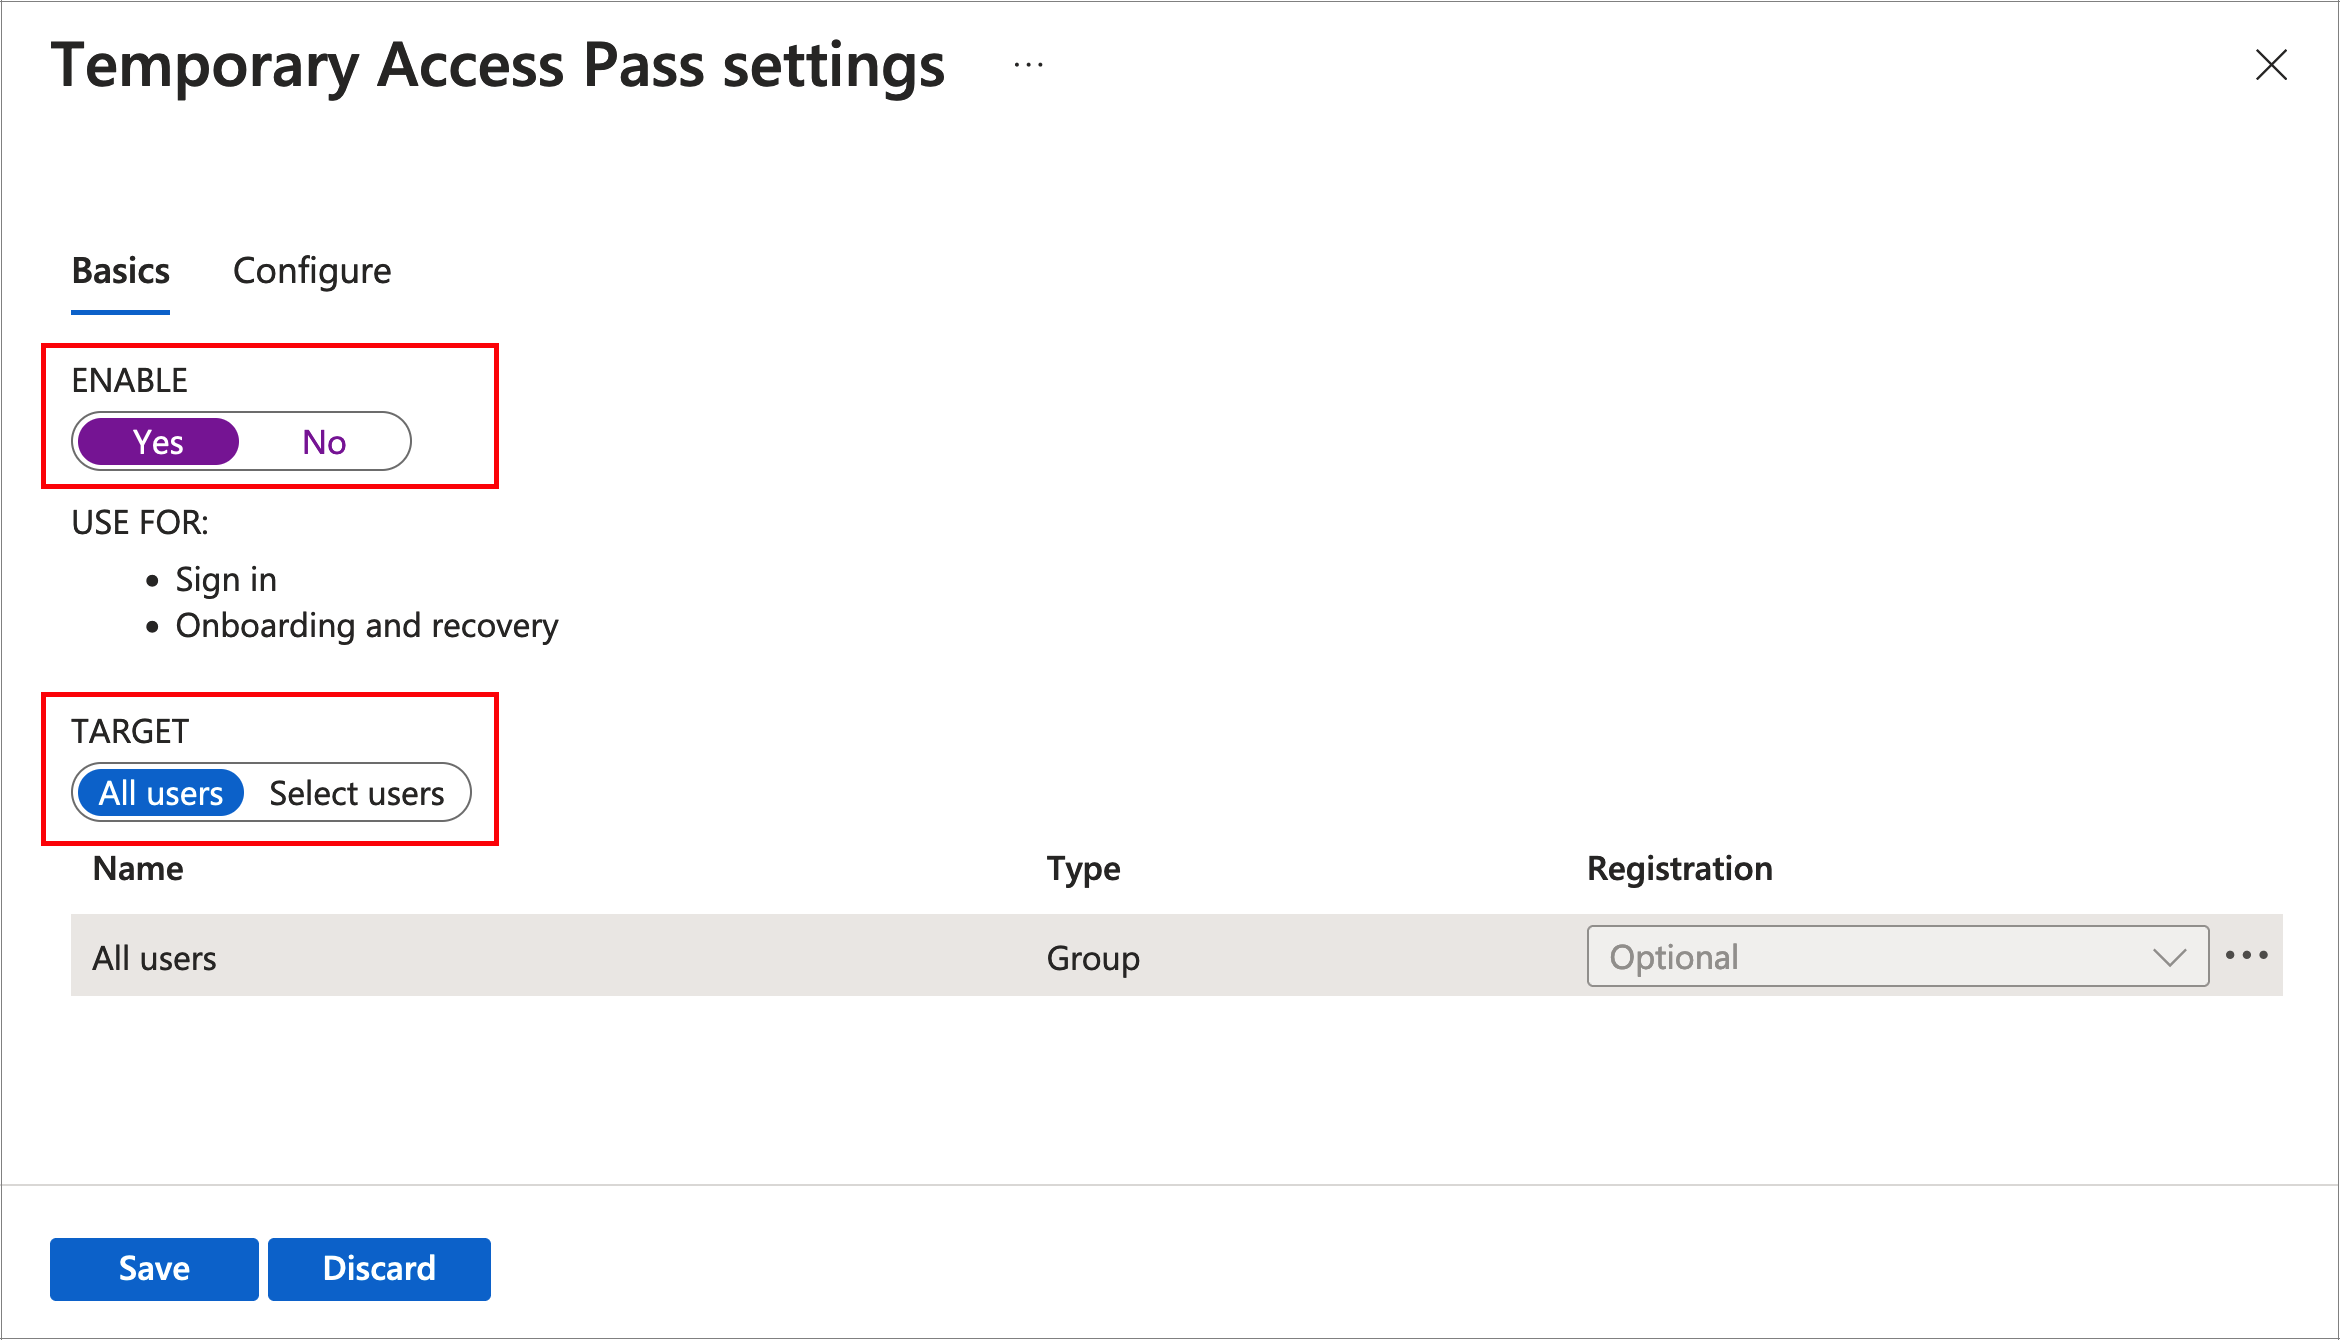 Temporary Access Pass settings ...
Basics Configure
ENABLE
Yes No
USE FOR:
• Sign in
• Onboarding and recovery
TARGET
All users Select users
Name Type Registration
All users Group Optional ...
Save Discard